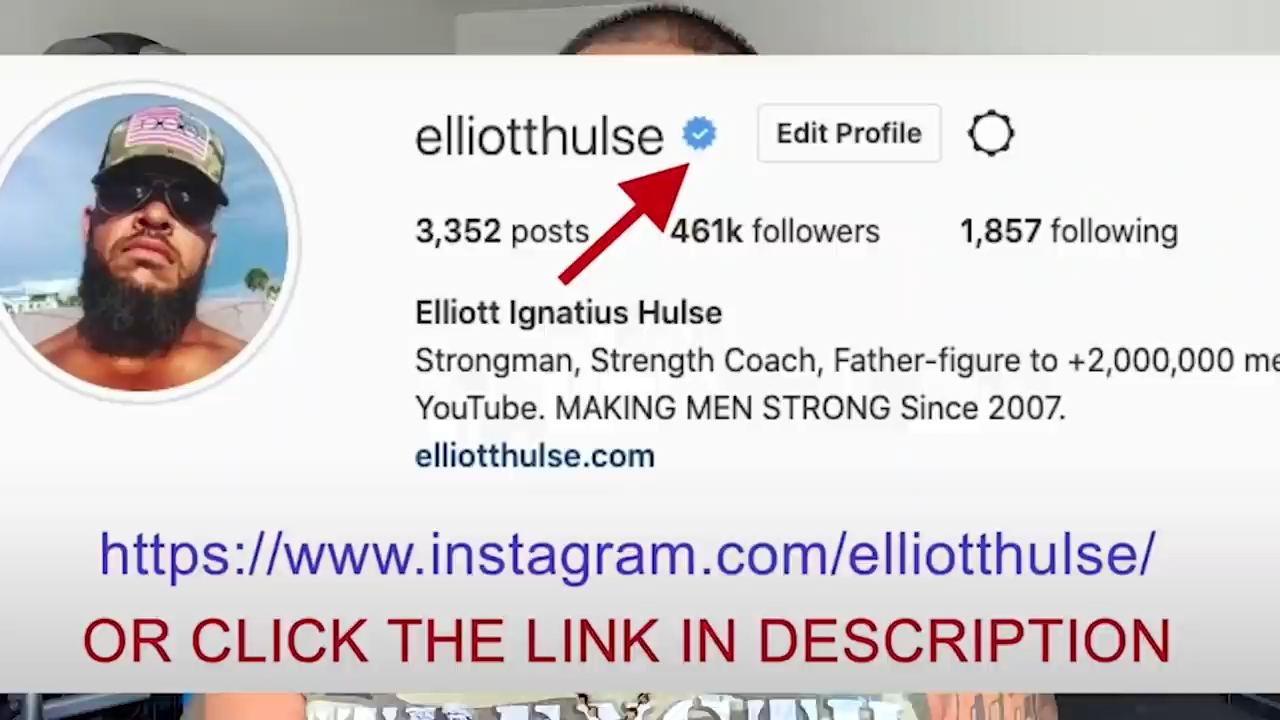 elliotthulse Edit Profile
3,352 posts 461k followers 1,857 following
Elliott Ignatius Hulse
Strongman, Strength Coach, Father-figure to +2,000,000 me
YouTube. MAKING MEN STRONG Since 2007.
elliotthulse.com
https://www.instagram.com/elliotthulse/
OR CLICK THE LINK IN DESCRIPTION